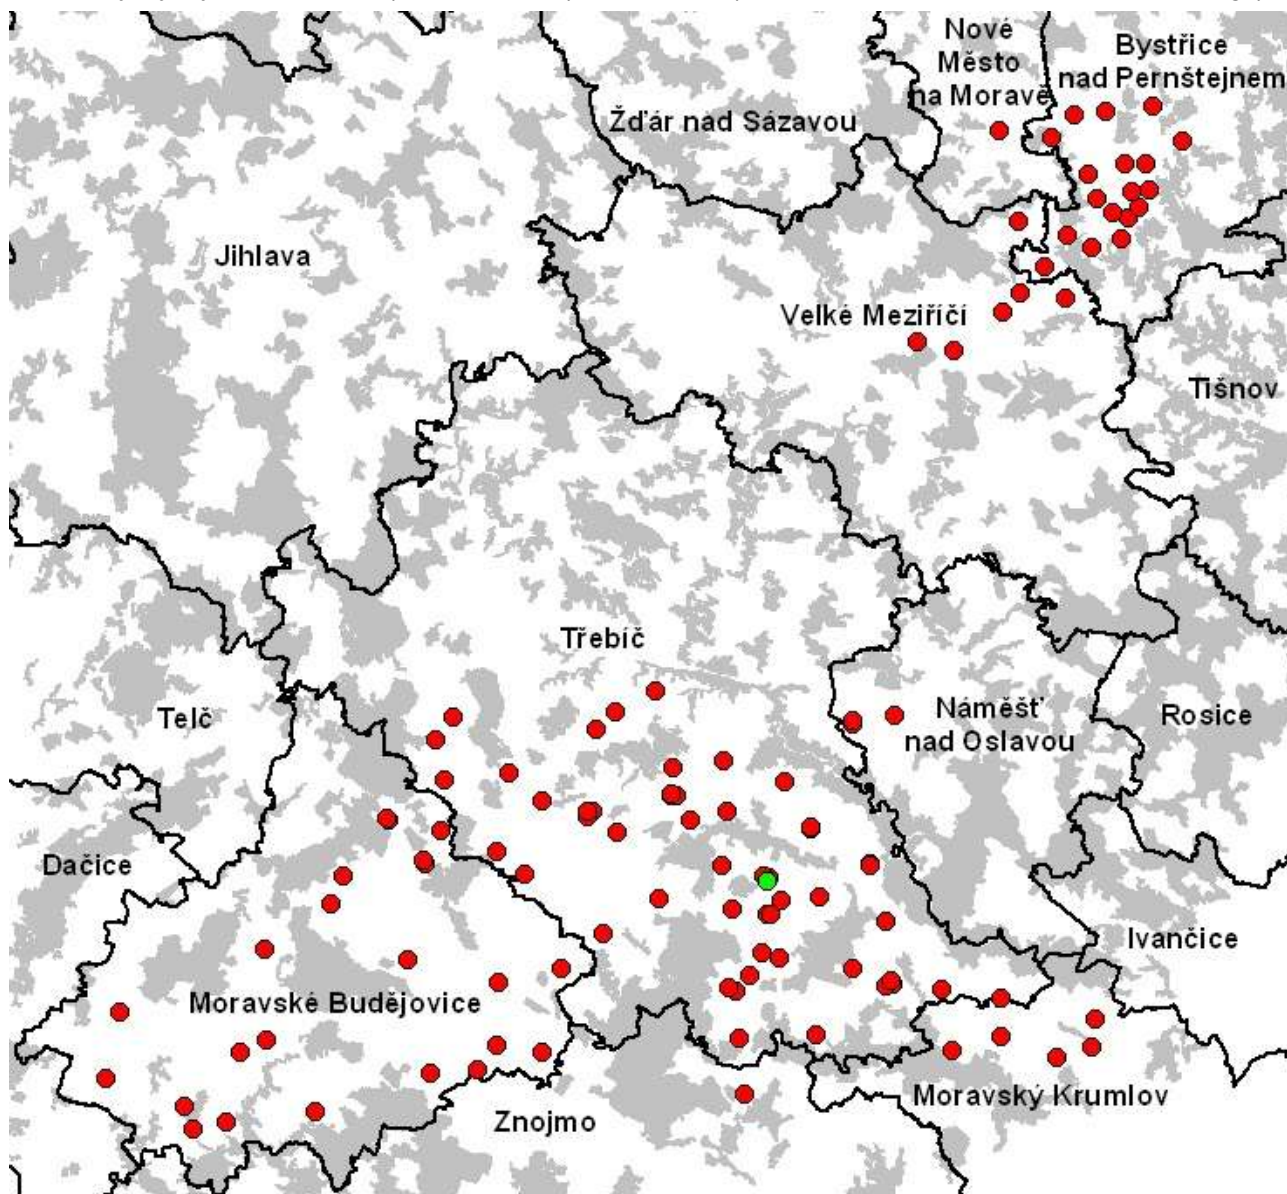 Nové
Město
na Moravě
Bystřice
nad Pernštejnem
Žďár nad Sázavou
Jihlava
Velké Meziříčí
Tišnov
Třebíč
Telč
Náměšť
nad Oslavou
Rosice
Dačice
Ivančice
Moravské Budějovice
Moravský Krumlov
Znojmo